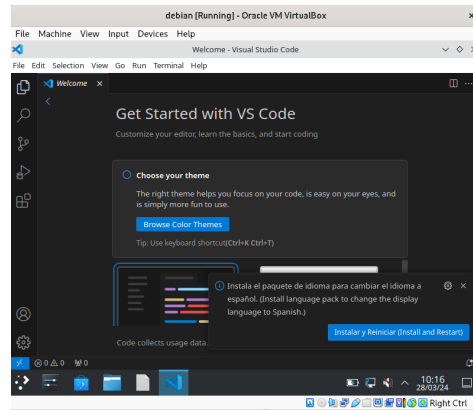 debian [Running] - Oracle VM VirtualBox
File Machine View Input Devices Help
Welcome - Visual Studio Code
File Edit Selection View Go Run Terminal Help
Welcome
Get Started with VS Code
Customize your editor, learn the basics, and start coding
Choose your theme
The right theme helps you focus on your code, is easy on your eyes, and
is simply more fun to use.
Browse Color Themes
Tip: Use keyboard shortcut(Ctrl+K Ctrl+T)
Instala el paquete de idioma para cambiar el idioma a
español. (Install language pack to change the display
language to Spanish.)
Instalar y Reiniciar (Install and Restart)
Code collects usage data.
0 0 0
10:16
28/03/24
Right Ctrl